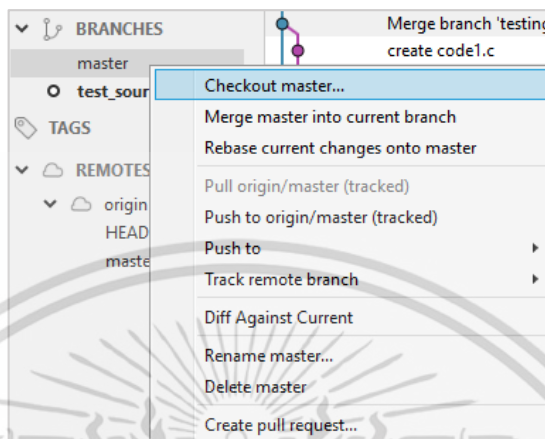 BRANCHES
master
test_sour
TAGS
REMOTES
origin
HEAD
maste
Merge branch 'testing
create code1.c
Checkout master...
Merge master into current branch
Rebase current changes onto master
Pull origin/master (tracked)
Push to origin/master (tracked)
Push to
Track remote branch
Diff Against Current
Rename master...
Delete master
Create pull request...